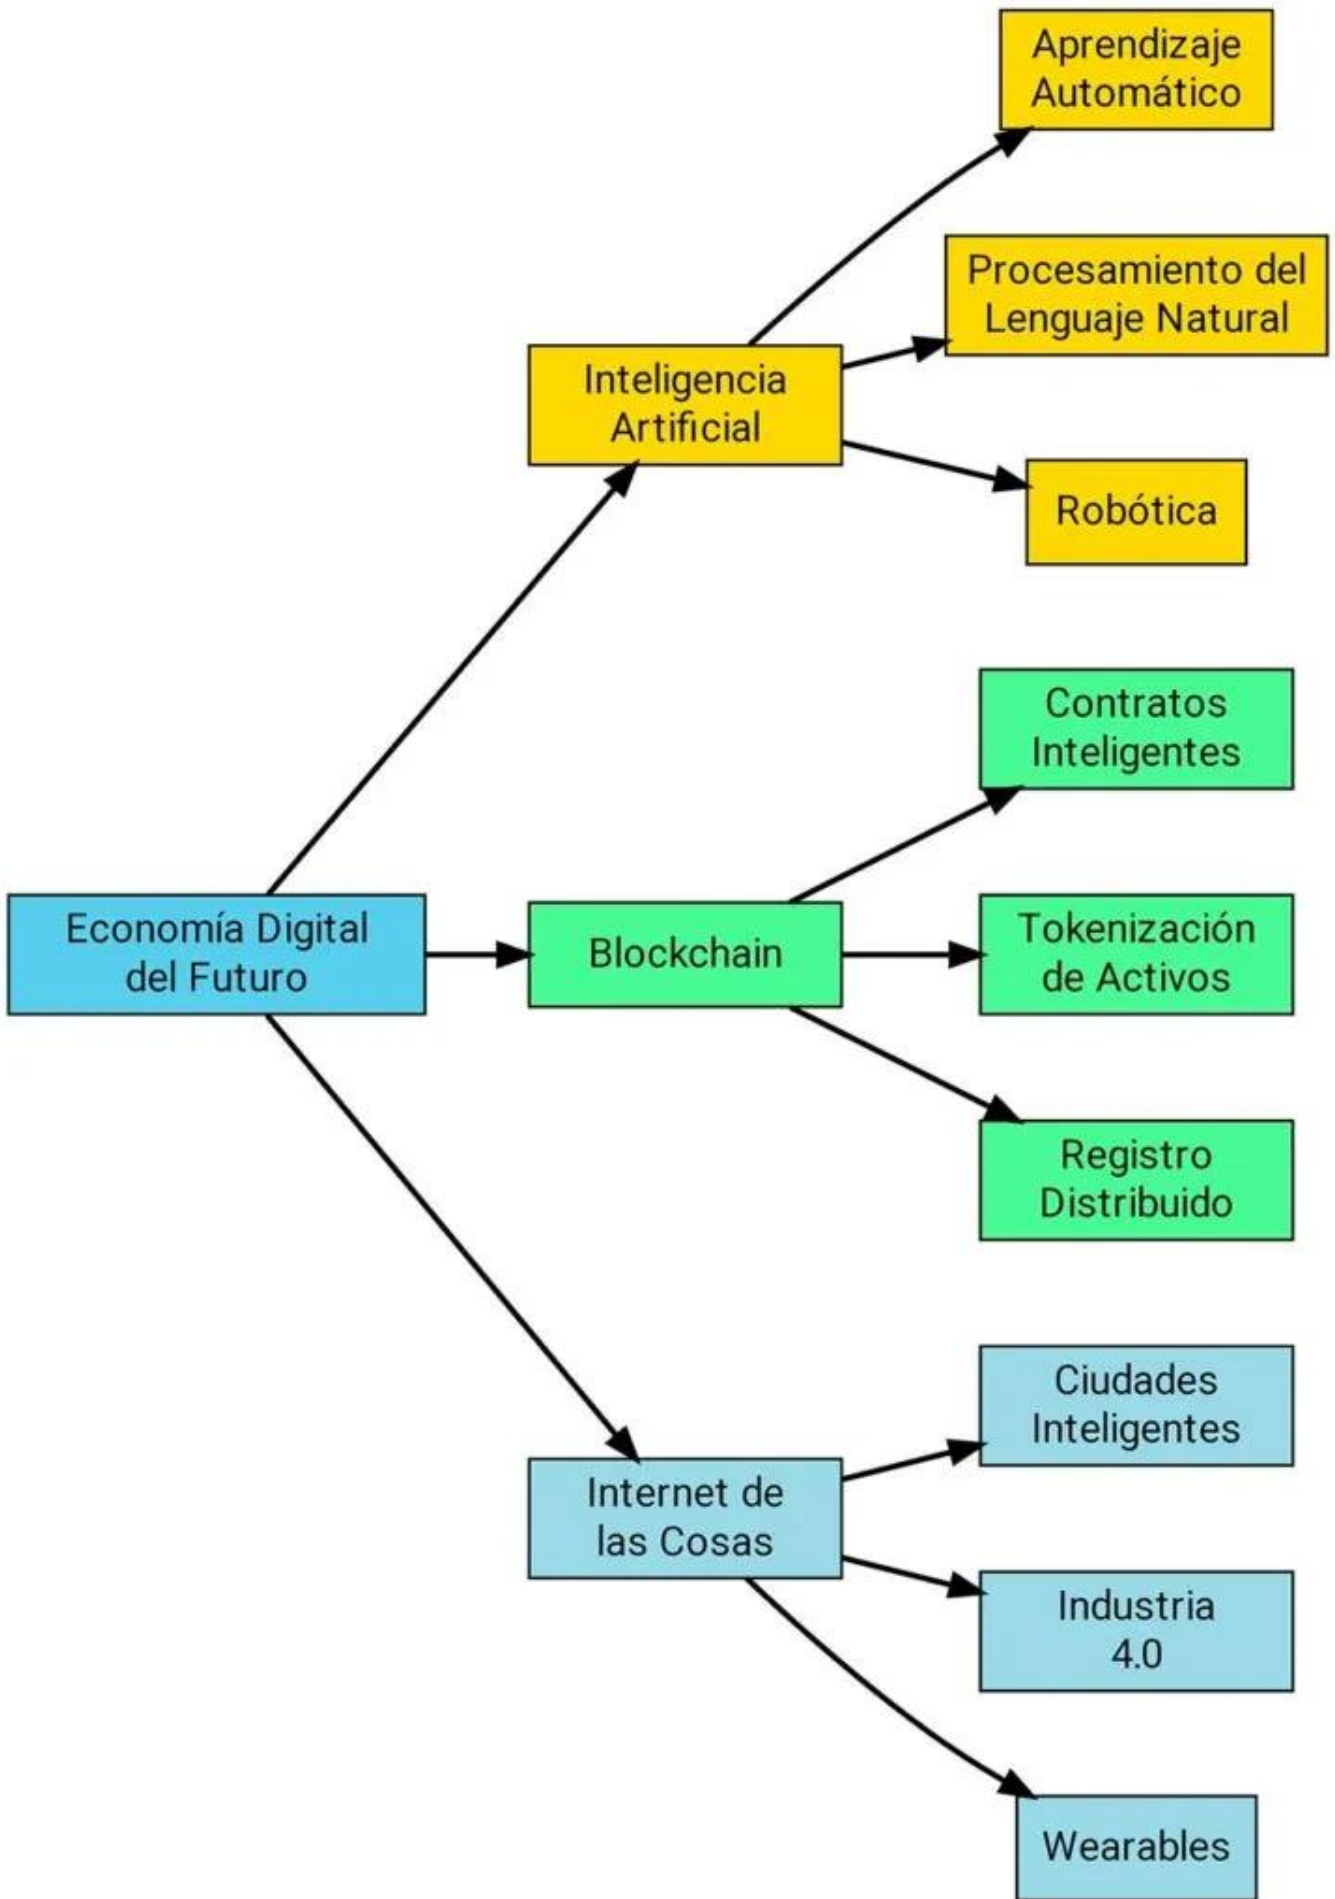 Aprendizaje
Automático
Procesamiento del
Lenguaje Natural
Inteligencia
Artificial
Robótica
Contratos
Inteligentes
Economía Digital
del Futuro
Blockchain
Tokenización
de Activos
Registro
Distribuido
Ciudades
Inteligentes
Internet de
las Cosas
Industria
4.0
Wearables